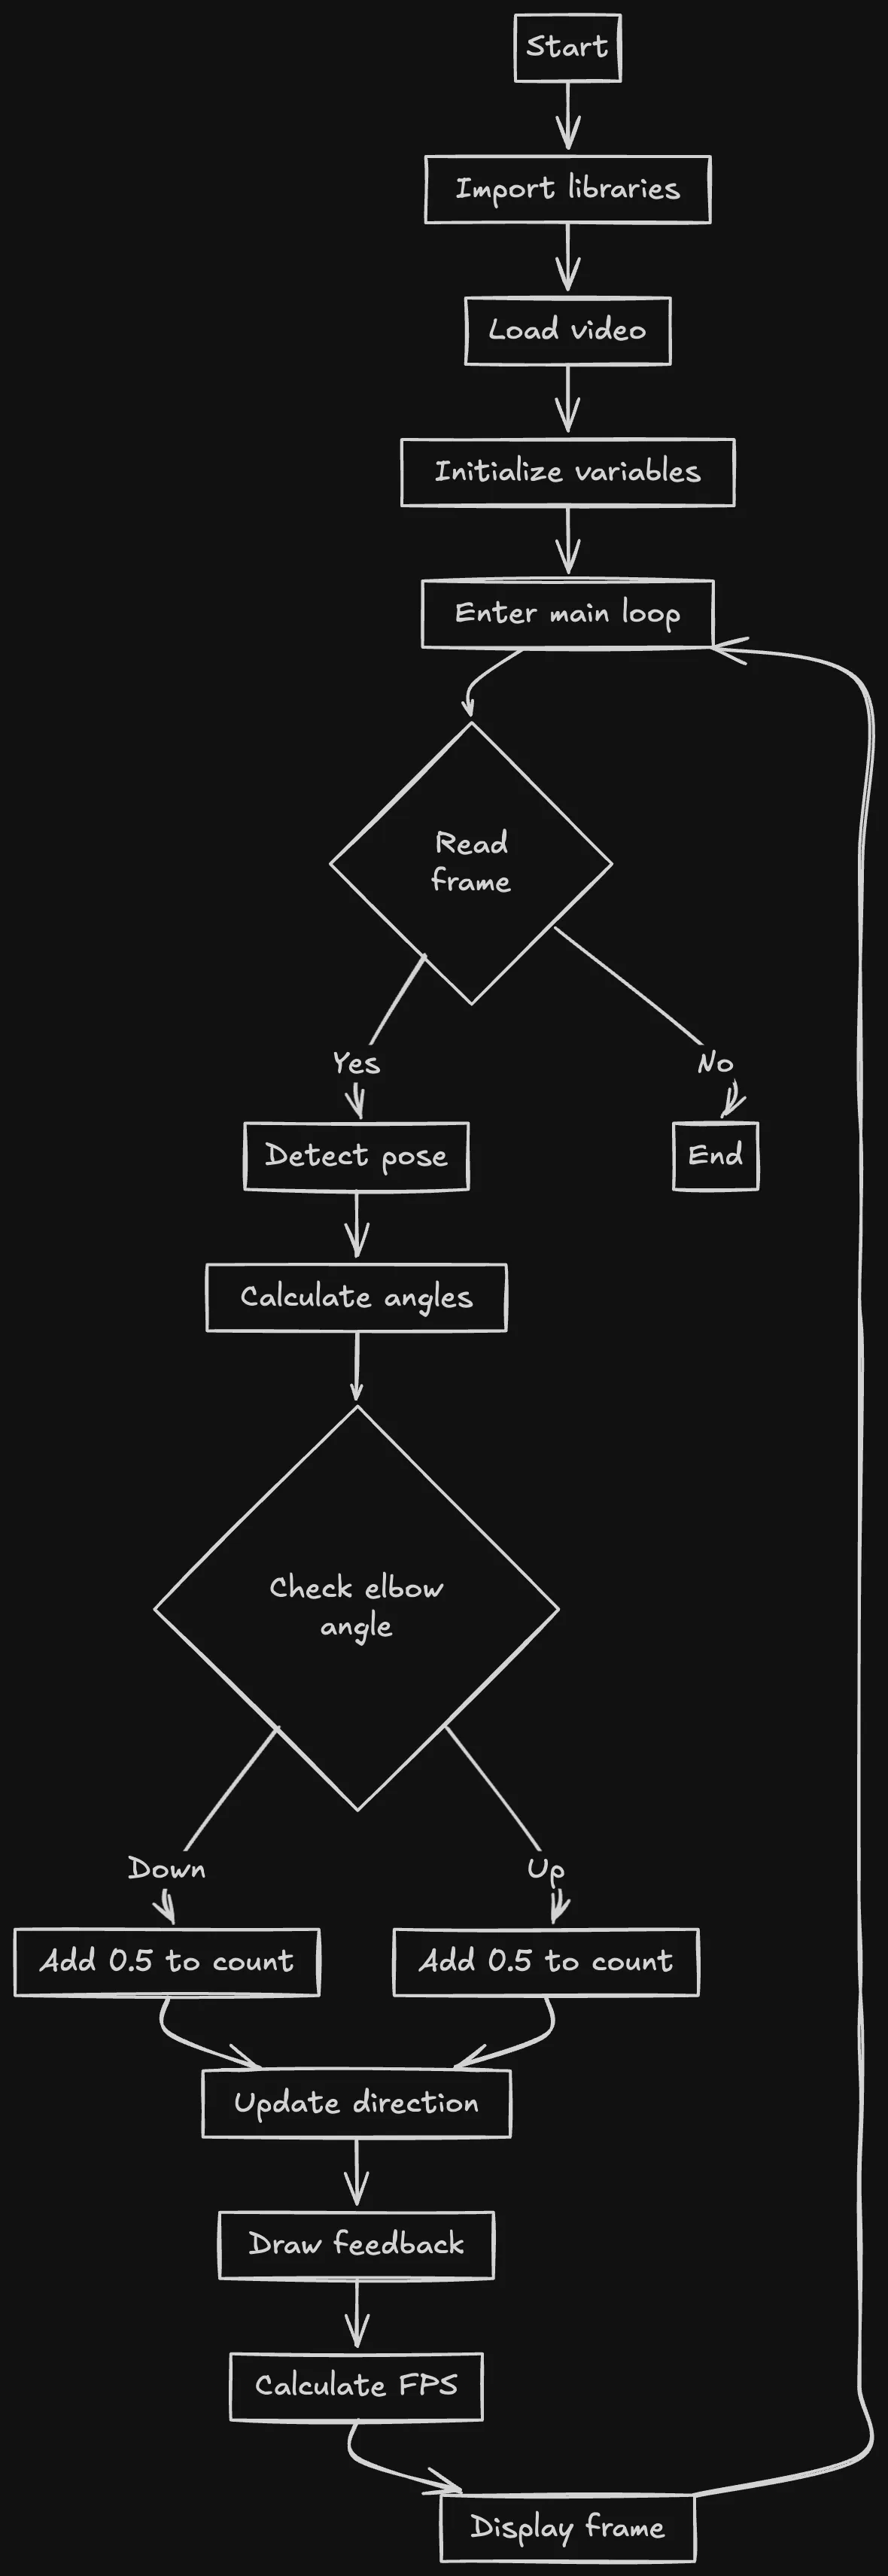 Start
Import libraries
Load video
Initialize variables
Enter main loop
Read
frame
Yes
No
Detect pose
End
Calculate angles
Check elbow
angle
Down
Up
Add 0.5 to count
Add 0.5 to count
Update direction
Draw feedback
Calculate FPS
Display frame